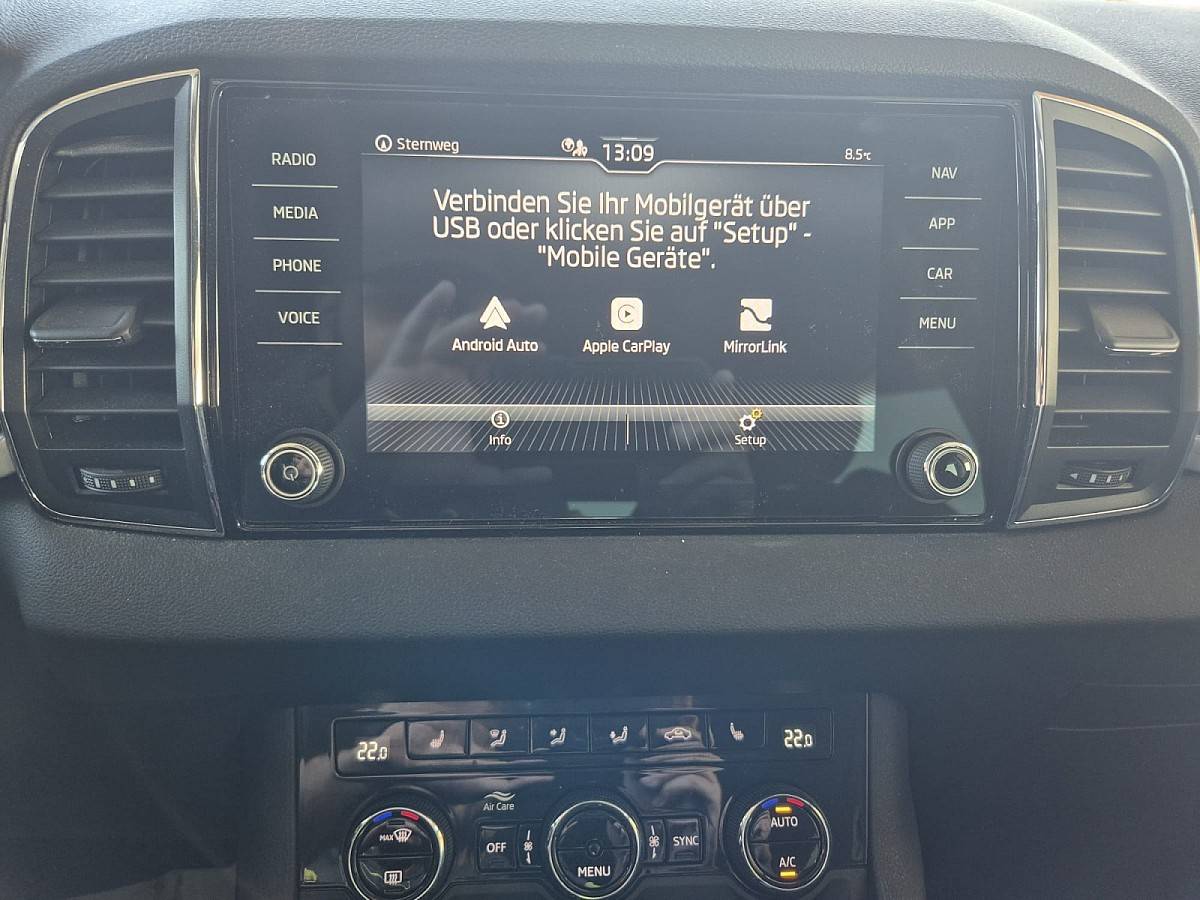 Sternweg
13:09
8.5°C
RADIO
MEDIA
PHONE
VOICE
Verbinden Sie Ihr Mobilgerät über
USB oder klicken Sie auf "Setup" -
"Mobile Geräte".
Android Auto
Apple CarPlay
MirrorLink
Info
Setup
NAV
APP
CAR
MENU
22.0
22.0
Air Care
MAX
OFF
MENU
SYNC
AUTO
A/C